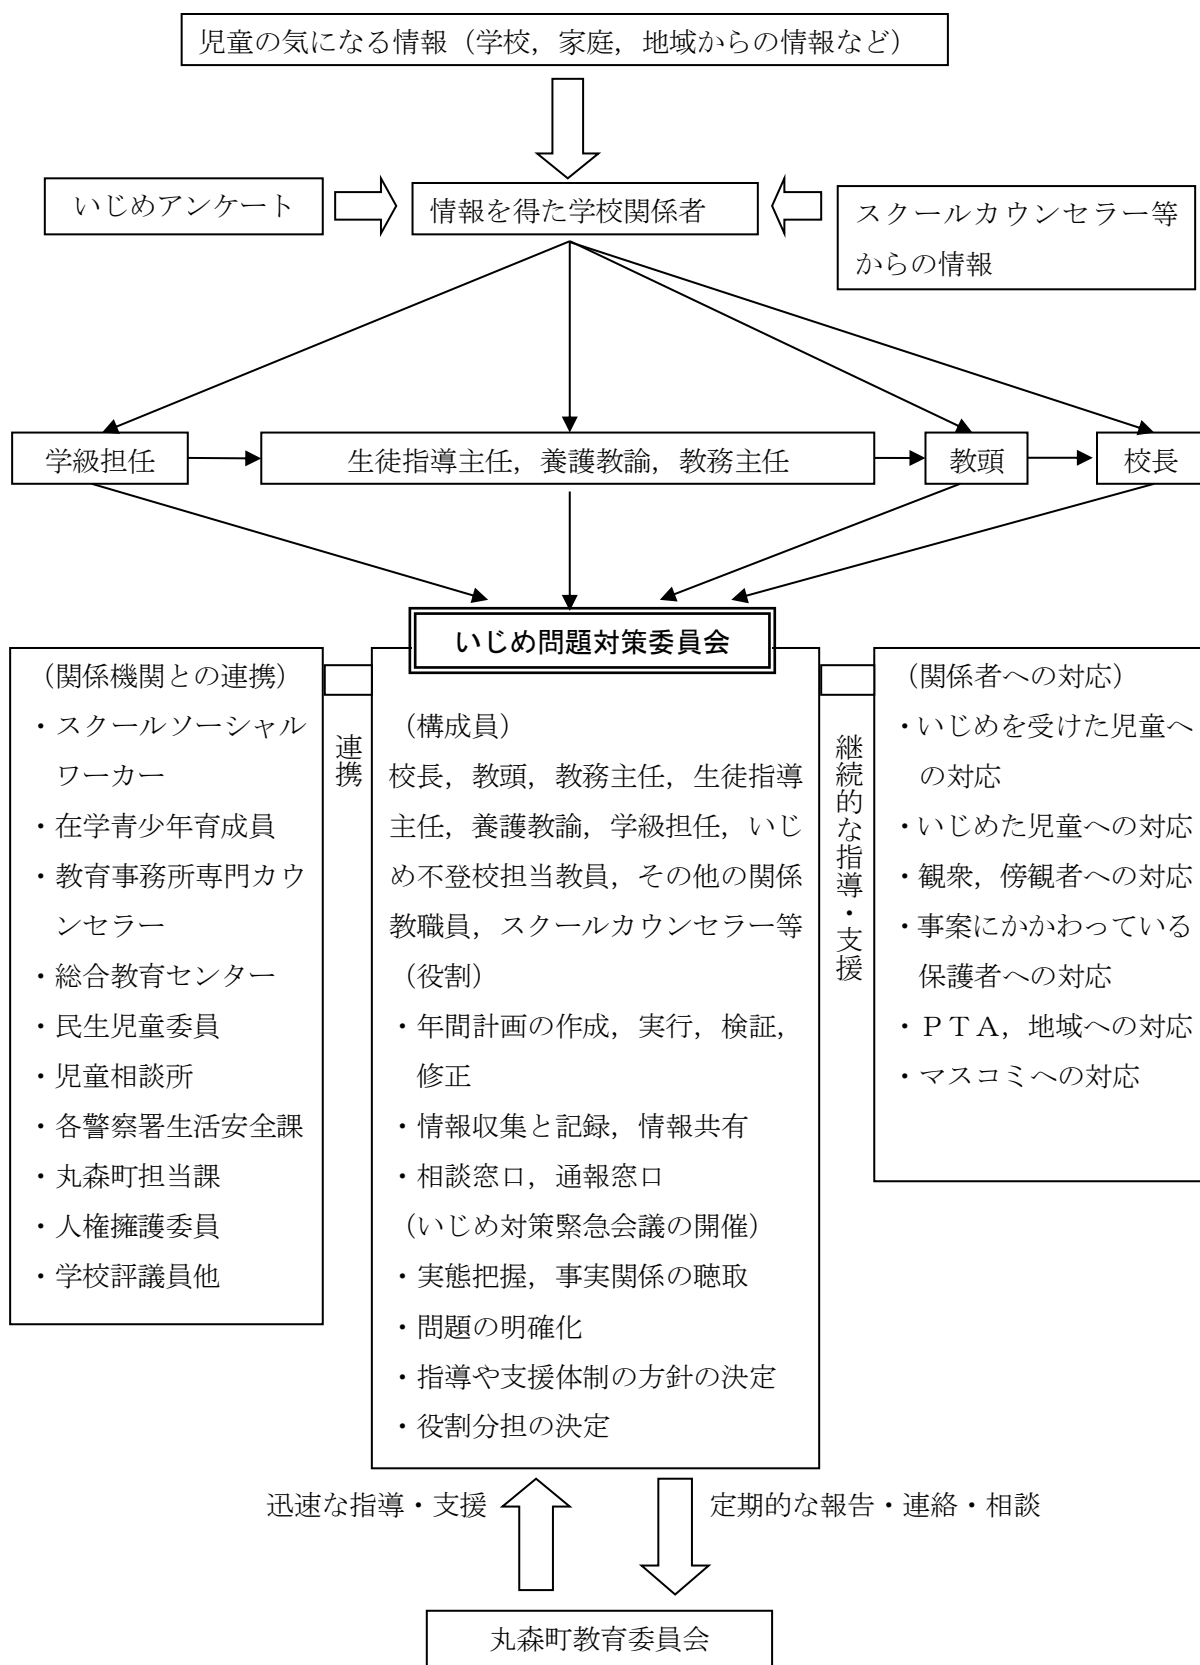 児童の気になる情報（学校，家庭，地域からの情報など）
いじめアンケート
情報を得た学校関係者
スクールカウンセラー等
からの情報
学級担任
生徒指導主任，養護教諭，教務主任
教頭
校長
いじめ問題対策委員会
（関係機関との連携）
・スクールソーシャル
ワーカー
・在学青少年育成員
・教育事務所専門カウ
ンセラー
・総合教育センター
・民生児童委員
・児童相談所
・各警察署生活安全課
・丸森町担当課
・人権擁護委員
・学校評議員他
連携
（構成員）
校長，教頭，教務主任，生徒指導
主任，養護教諭，学級担任，いじ
め不登校担当教員，その他の関係
教職員，スクールカウンセラー等
（役割）
・年間計画の作成，実行，検証，
修正
・情報収集と記録，情報共有
・相談窓口，通報窓口
（いじめ対策緊急会議の開催）
・実態把握，事実関係の聴取
・問題の明確化
・指導や支援体制の方針の決定
・役割分担の決定
継続的な指導・支援
（関係者への対応）
・いじめを受けた児童へ
の対応
・いじめた児童への対応
・観衆，傍観者への対応
・事案にかかわっている
保護者への対応
・ＰＴＡ，地域への対応
・マスコミへの対応
迅速な指導・支援
定期的な報告・連絡・相談
丸森町教育委員会